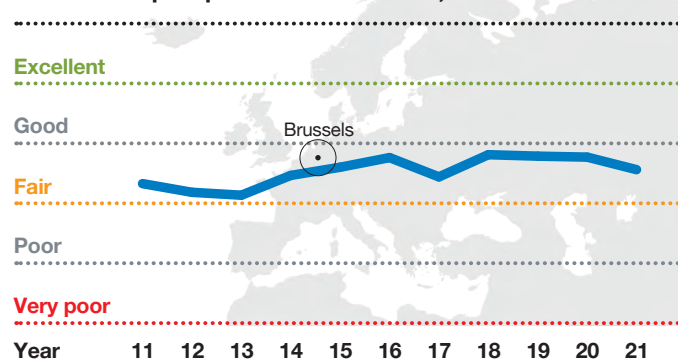 Excellent
Good
Brussels
Fair
Poor
Very poor
Year 11 12 13 14 15 16 17 18 19 20 21